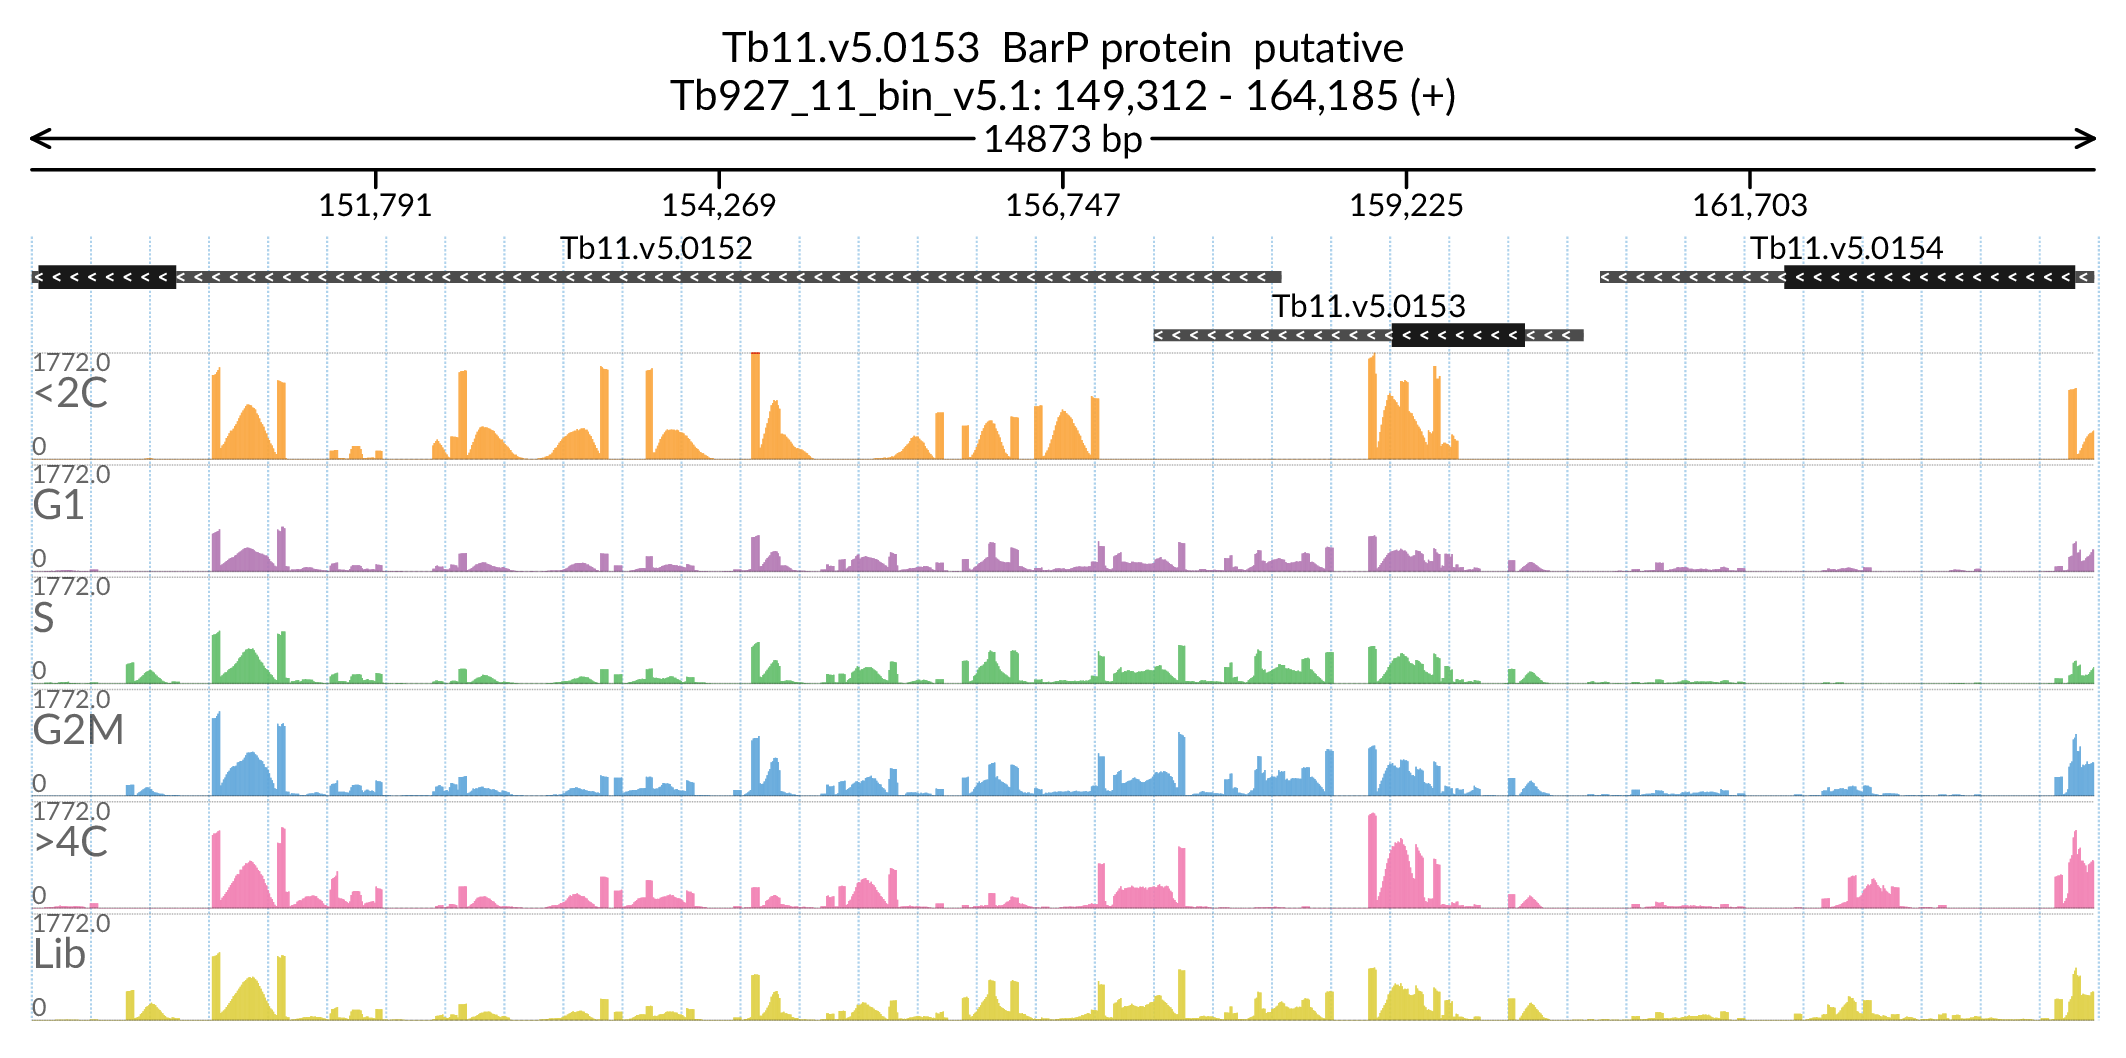 Tb11.v5.0153  BarP protein  putative
Tb927_11_bin_v5.1: 149,312 - 164,185 (+)
14873 bp
151,791 154,269 156,747 159,225 161,703
Tb11.v5.0152 Tb11.v5.0154
Tb11.v5.0153
1772.0
<2C
0
1772.0
G1
0
1772.0
S
0
1772.0
G2M
0
1772.0
>4C
0
1772.0
Lib
0